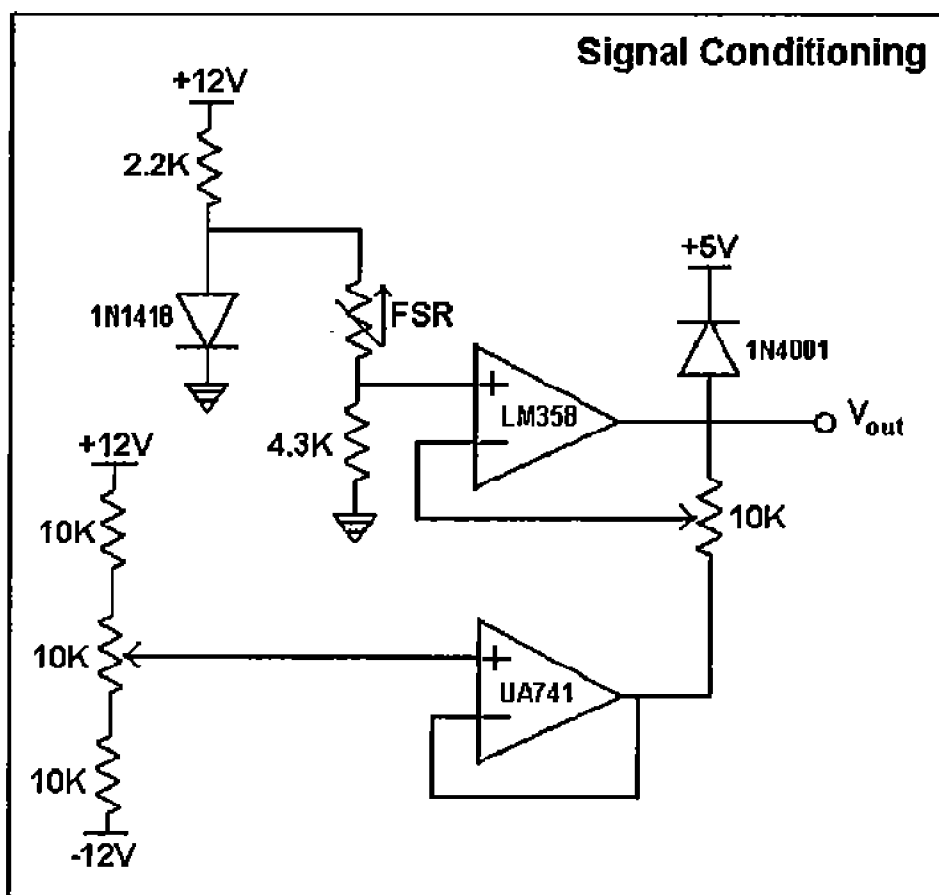 Signal Conditioning
+12V
2.2K
1N1418
FSR
4.3K
+
LM358
-
+5V
1N4001
Vout
10K
+12V
10K
10K
10K
-12V
+
UA741
-